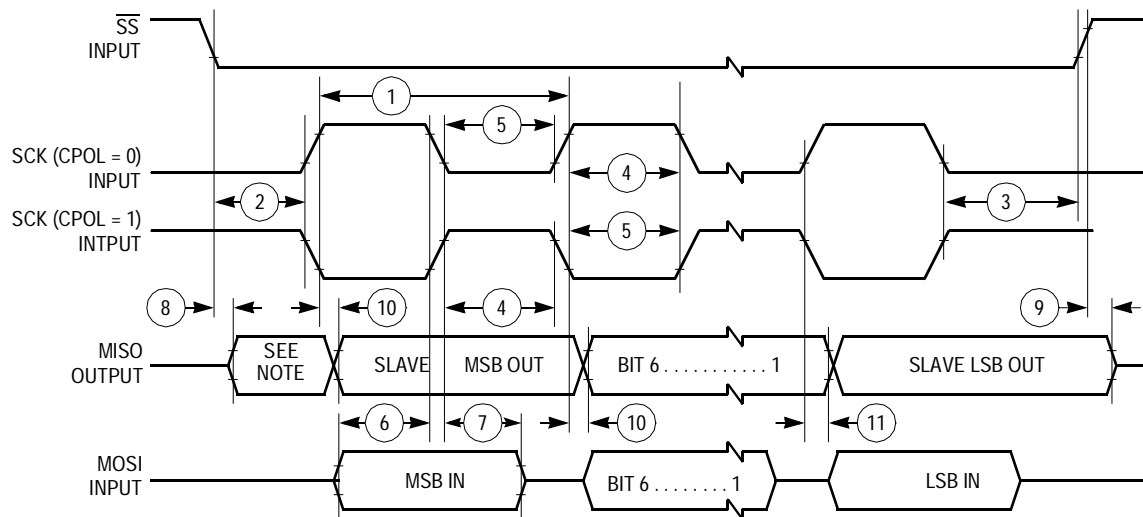 SS
INPUT
1
5
SCK (CPOL = 0)
INPUT
4
2
3
SCK (CPOL = 1)
INTPUT
5
8
10
4
9
MISO
OUTPUT
SEE
NOTE
SLAVE MSB OUT
BIT 6 . . . . . . . . . . . 1
SLAVE LSB OUT
6
7
10
11
MOSI
INPUT
MSB IN
BIT 6 . . . . . . . . 1
LSB IN